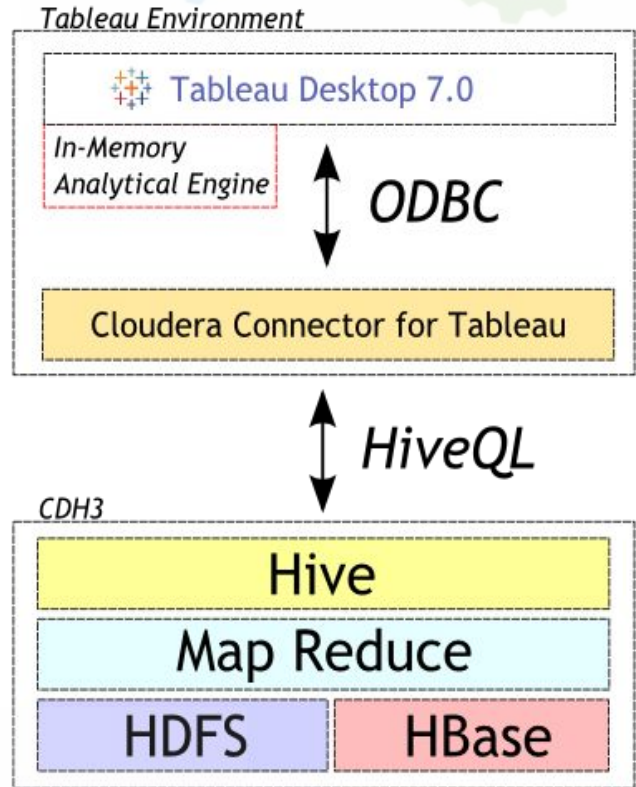 Tableau Environment
Tableau Desktop 7.0
In-Memory
Analytical Engine
ODBC
Cloudera Connector for Tableau
HiveQL
CDH3
Hive
Map Reduce
HDFS
HBase